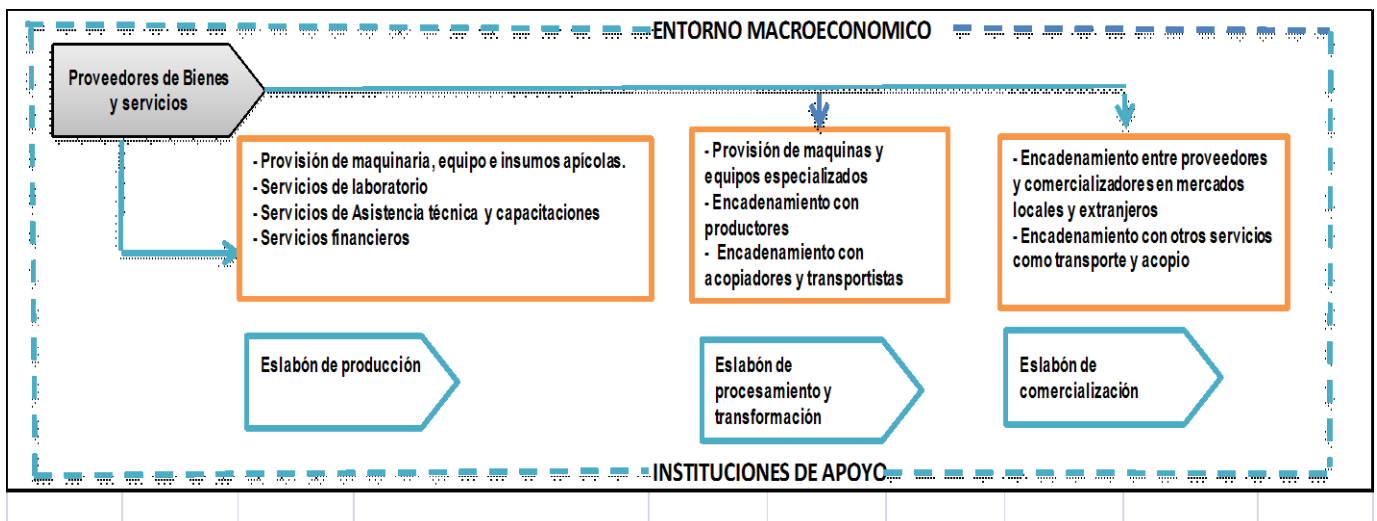 ENTORNO MACROECONOMICO
Proveedores de Bienes
y servicios
- Provisión de maquinaria, equipo e insumos apícolas.
- Servicios de laboratorio
- Servicios de Asistencia técnica y capacitaciones
- Servicios financieros
- Provisión de maquinas y
equipos especializados
- Encadenamiento con
productores
- Encadenamiento con
acopiadores y transportistas
- Encadenamiento entre proveedores
y comercializadores en mercados
locales y extranjeros
- Encadenamiento con otros servicios
como transporte y acopio
Eslabón de producción
Eslabón de
procesamiento y
transformación
Eslabón de
comercialización
INSTITUCIONES DE APOYO